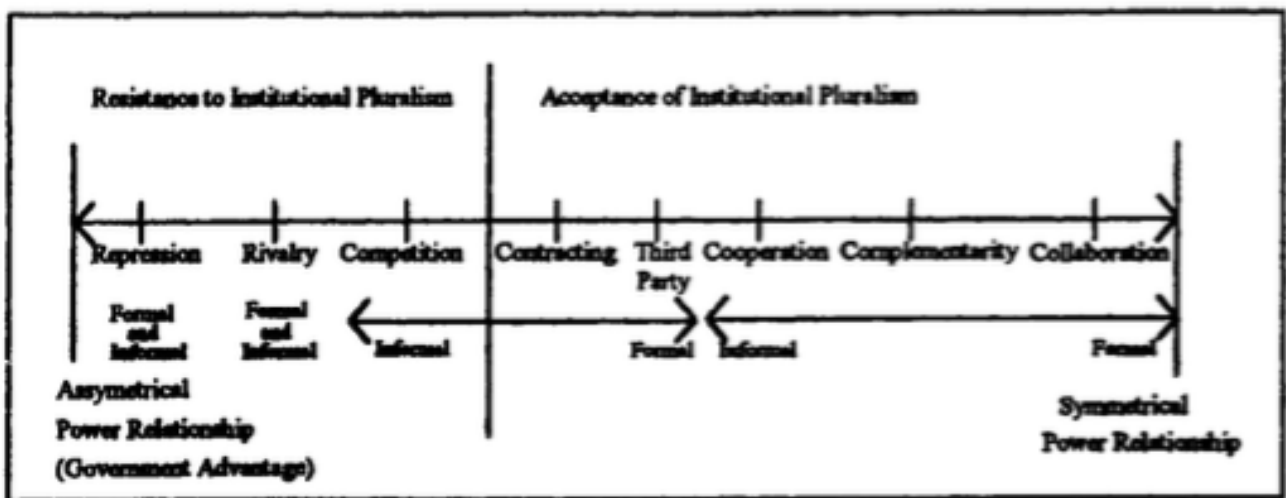 Resistance to Institutional Pluralism
Acceptance of Institutional Pluralism
Repression
Rivalry
Competition
Contracting
Third
Party
Cooperation
Complementarity
Collaboration
Formal
and
Informal
Formal
and
Informal
Informal
Formal
Informal
Formal
Assymetrical
Power Relationship
(Government Advantage)
Symmetrical
Power Relationship